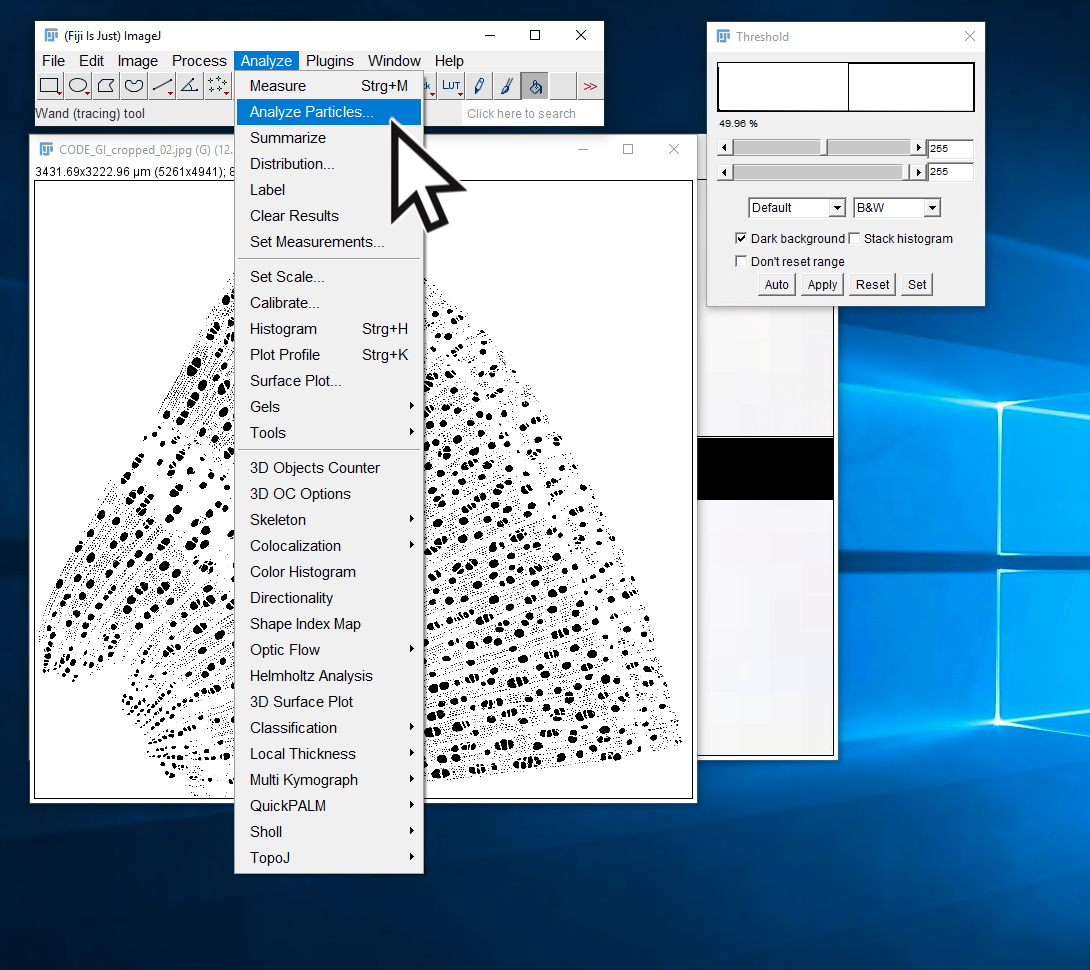 (Fiji Is Just) ImageJ
File Edit Image Process Analyze Plugins Window Help
LUT
>>
Wand (tracing) tool
Click here to search
CODE_GI_cropped_02.jpg (G) (12.
3431.69x3222.96 µm (5261x4941); 8
Measure Strg+M
Analyze Particles...
Summarize
Distribution...
Label
Clear Results
Set Measurements...
Set Scale...
Calibrate...
Histogram Strg+H
Plot Profile Strg+K
Surface Plot...
Gels
Tools
3D Objects Counter
3D OC Options
Skeleton
Colocalization
Color Histogram
Directionality
Shape Index Map
Optic Flow
Helmholtz Analysis
3D Surface Plot
Classification
Local Thickness
Multi Kymograph
QuickPALM
Sholl
TopoJ
Threshold
49.96 %
255
255
Default B&W
Dark background Stack histogram
Don't reset range
Auto Apply Reset Set